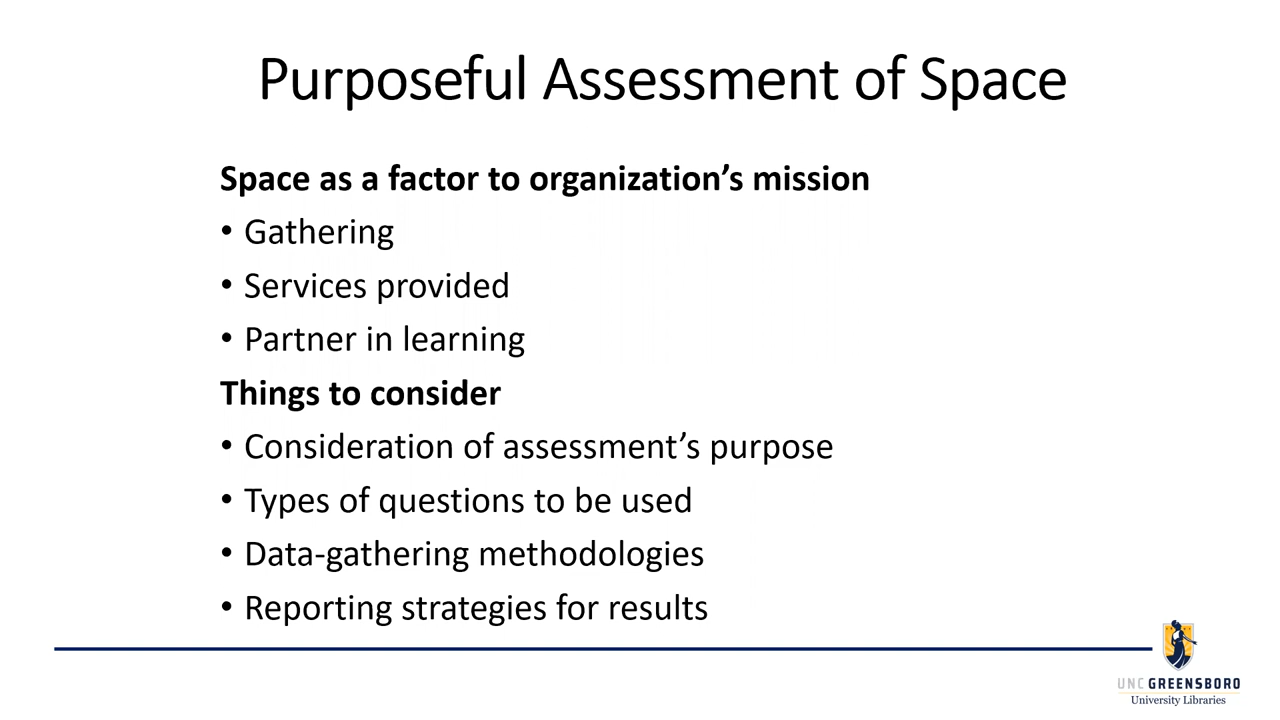 Purposeful Assessment of Space
Space as a factor to organization’s mission
• Gathering
• Services provided
• Partner in learning
Things to consider
• Consideration of assessment’s purpose
• Types of questions to be used
• Data-gathering methodologies
• Reporting strategies for results
UNC GREENSBORO
University Libraries